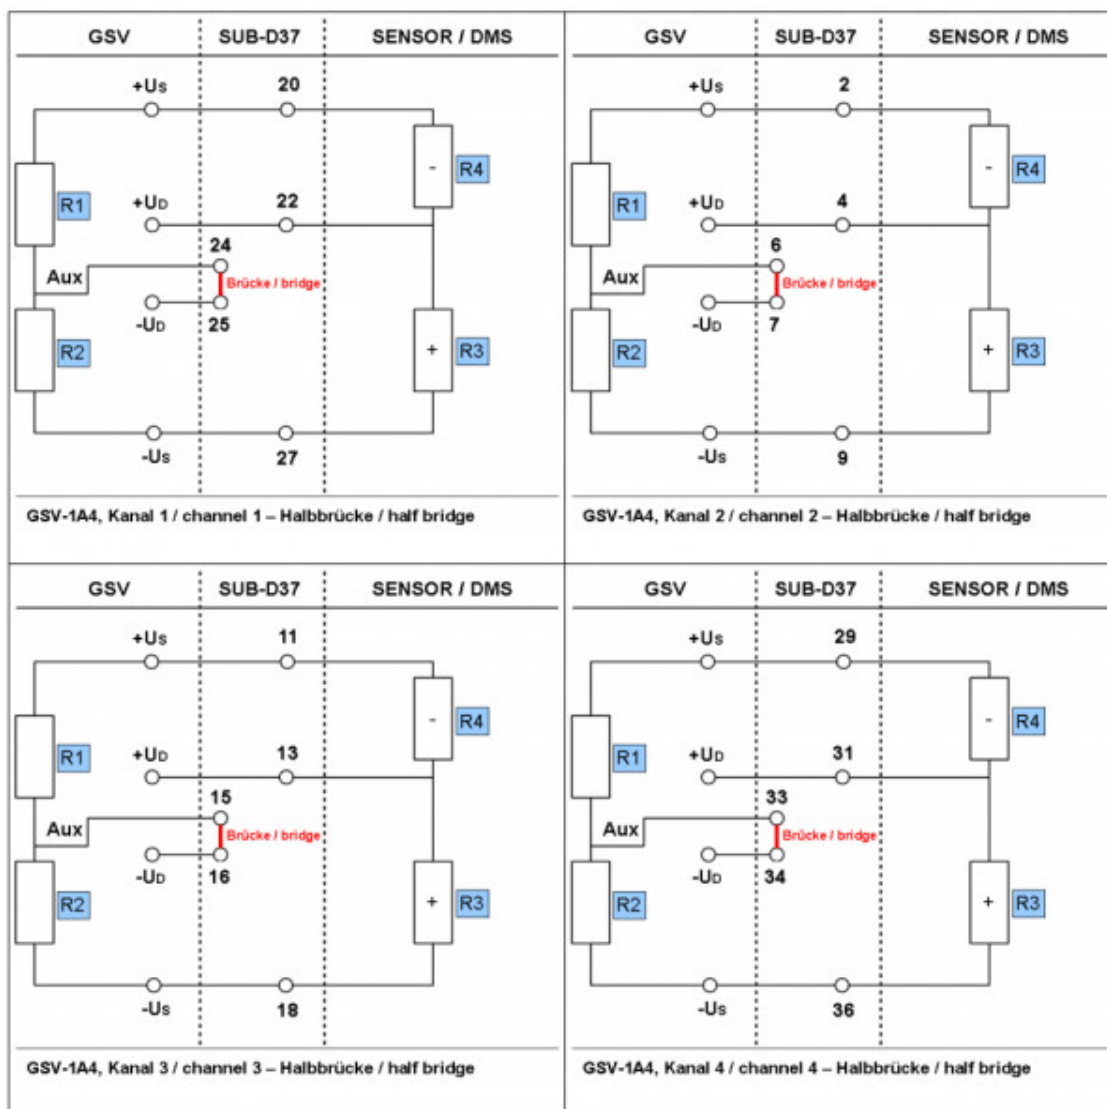 GSV SUB-D37 SENSOR / DMS
+Us 20
R4 -
R1 +UD 22
24
Aux Brücke / bridge
-UD 25
R2 + R3
-Us 27
GSV-1A4, Kanal 1 / channel 1 – Halbbrücke / half bridge
GSV SUB-D37 SENSOR / DMS
+Us 2
- R4
R1 +UD 4
6
Aux Brücke / bridge
-UD 7
R2 + R3
-Us 9
GSV-1A4, Kanal 2 / channel 2 – Halbbrücke / half bridge
GSV SUB-D37 SENSOR / DMS
+Us 11
- R4
R1 +UD 13
15
Aux Brücke / bridge
-UD 16
R2 + R3
-Us 18
GSV-1A4, Kanal 3 / channel 3 – Halbbrücke / half bridge
GSV SUB-D37 SENSOR / DMS
+Us 29
- R4
R1 +UD 31
33
Aux Brücke / bridge
-UD 34
R2 + R3
-Us 36
GSV-1A4, Kanal 4 / channel 4 – Halbbrücke / half bridge